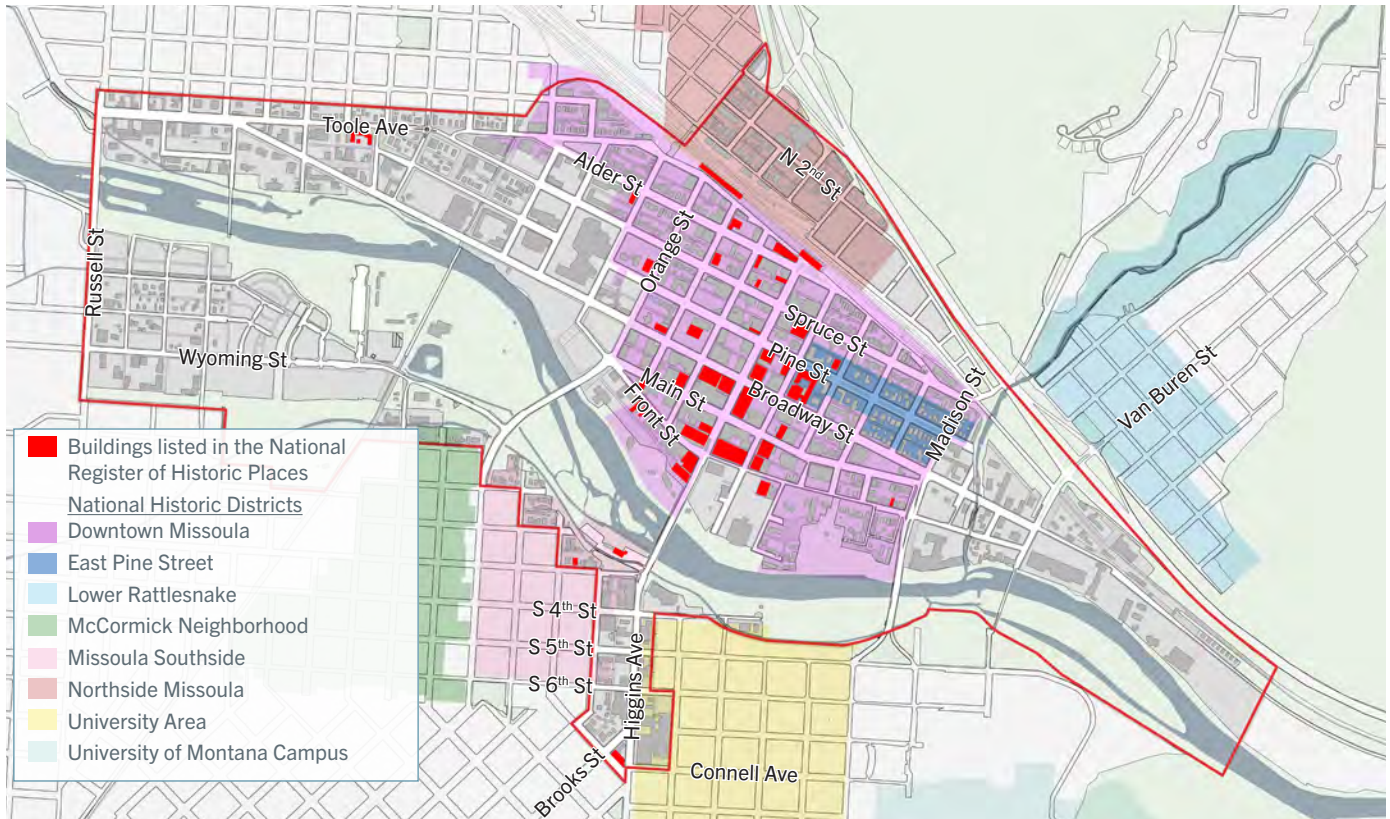 Toole Ave
Alder St
N 2nd St
Orange St
Russell St
Spruce St
Wyoming St
Pine St
Van Buren St
Main St
Broadway St
Front St
Madison St
Buildings listed in the National
Register of Historic Places
National Historic Districts
Downtown Missoula
East Pine Street
Lower Rattlesnake
McCormick Neighborhood
Missoula Southside
Northside Missoula
University Area
University of Montana Campus
S 4th St
S 5th St
S 6th St
Higgins Ave
Brooks St
Connell Ave